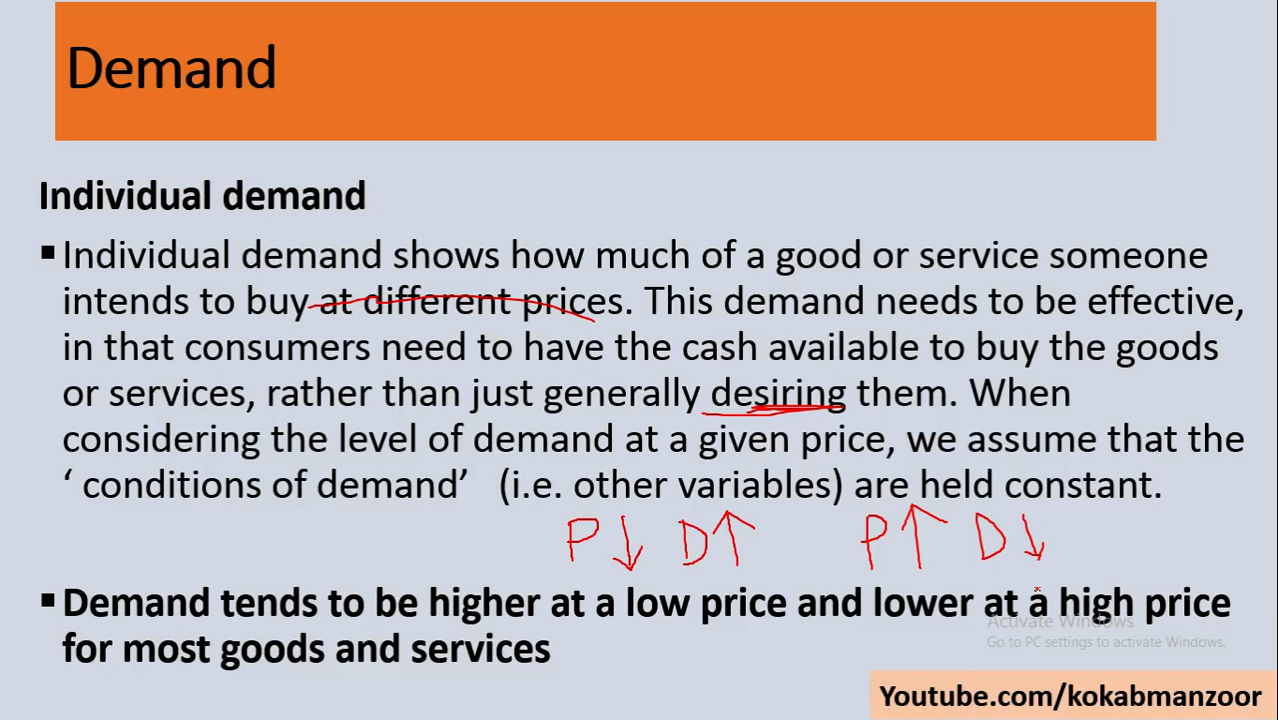 Demand
Individual demand
▪ Individual demand shows how much of a good or service someone
intends to buy at different prices. This demand needs to be effective,
in that consumers need to have the cash available to buy the goods
or services, rather than just generally desiring them. When
considering the level of demand at a given price, we assume that the
‘ conditions of demand’ (i.e. other variables) are held constant.
P↓ D↑ P↑ D↓
▪ Demand tends to be higher at a low price and lower at a high price
for most goods and services
Activate Windows
Go to PC settings to activate Windows.
Youtube.com/kokabmanzoor